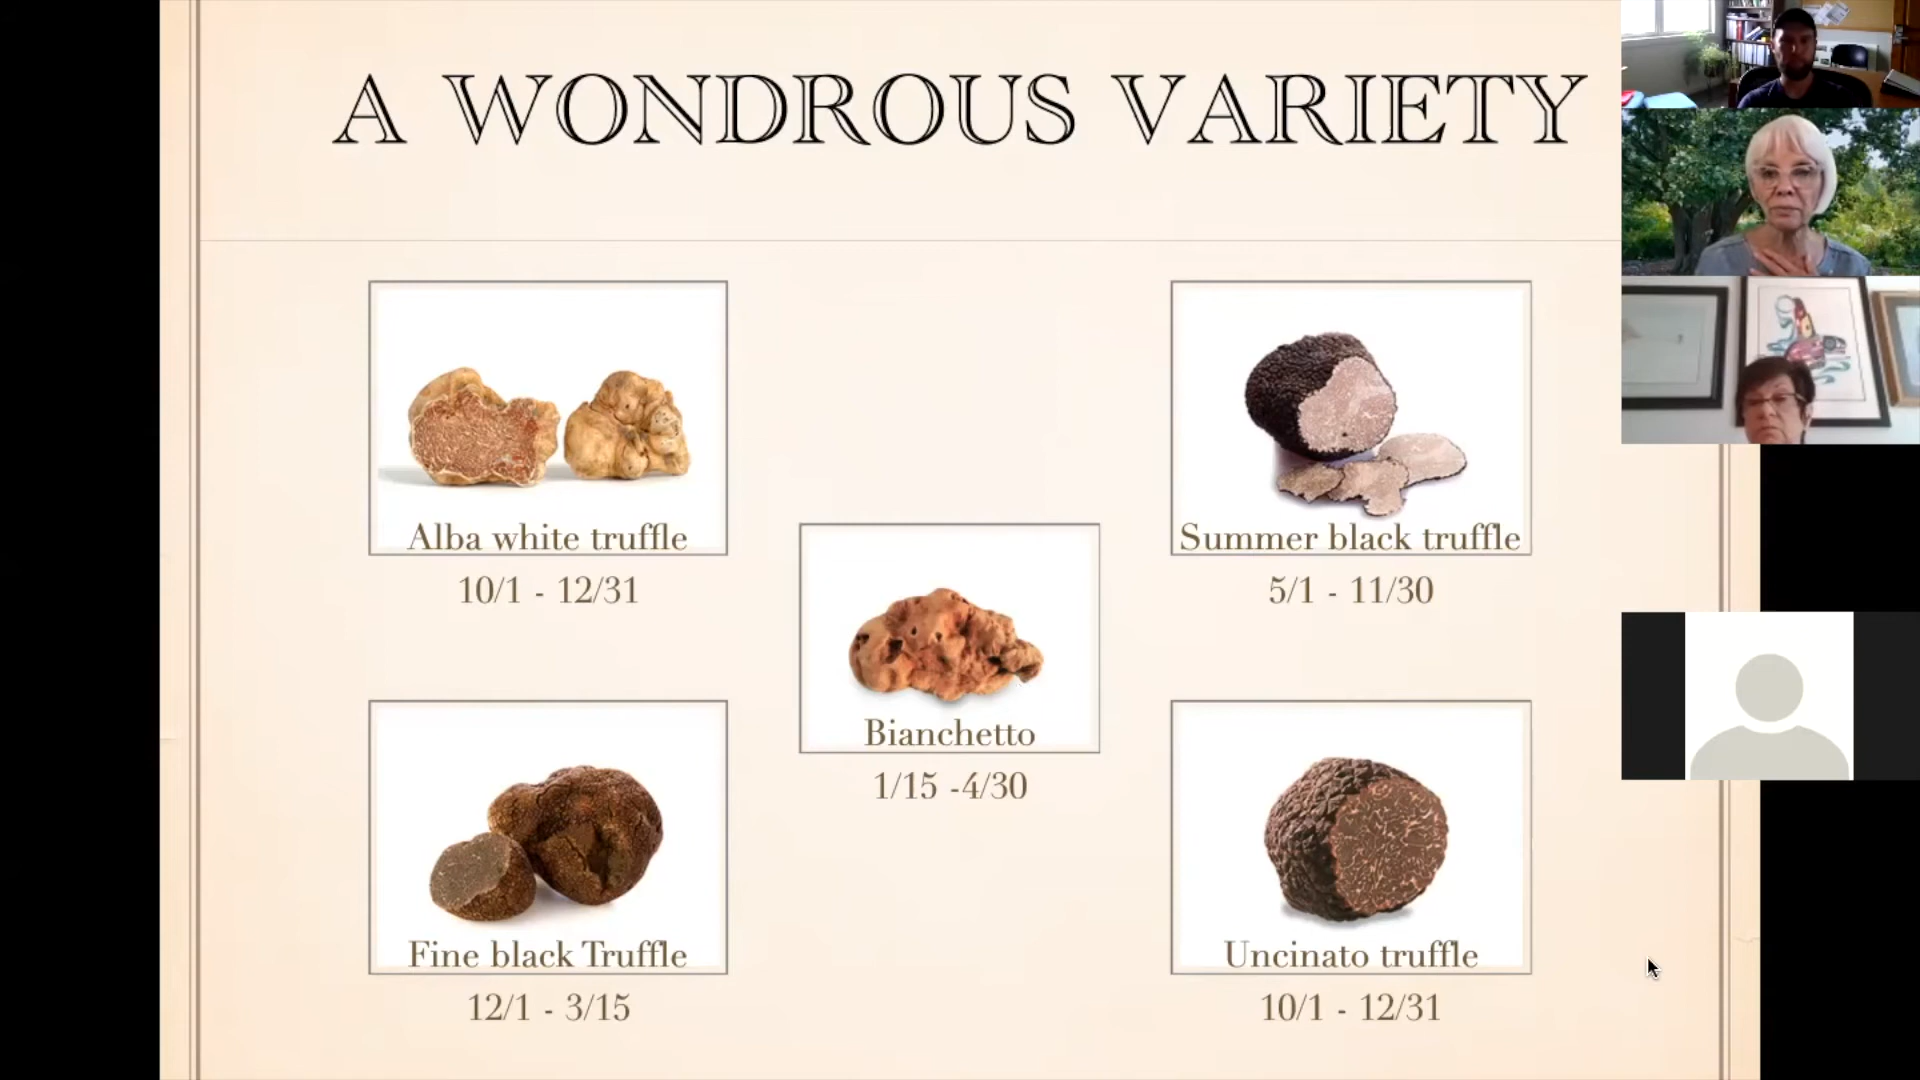 A WONDROUS VARIETY
Alba white truffle
10/1 - 12/31
Summer black truffle
5/1 - 11/30
Bianchetto
1/15 -4/30
Fine black Truffle
12/1 - 3/15
Uncinato truffle
10/1 - 12/31